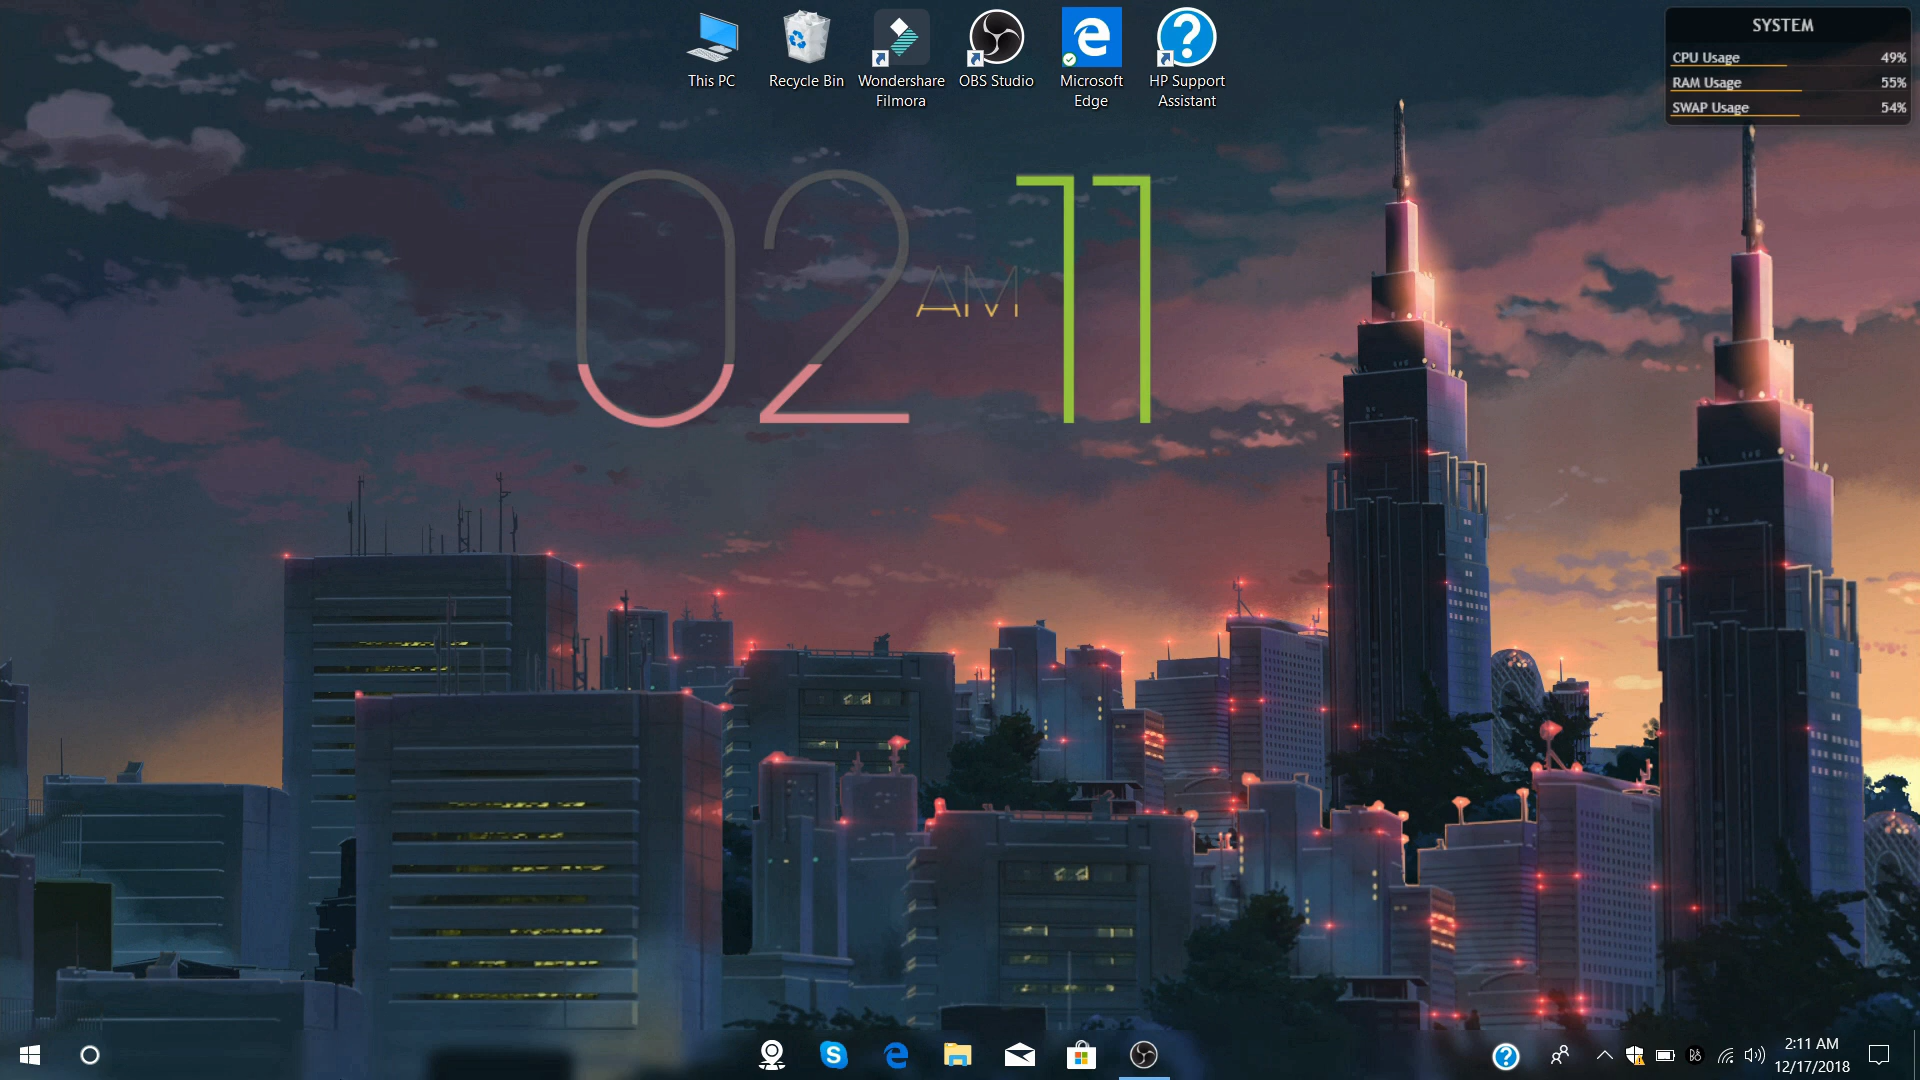 This PC
Recycle Bin
Wondershare
Filmora
OBS Studio
Microsoft
Edge
HP Support
Assistant
SYSTEM
CPU Usage 49%
RAM Usage 55%
SWAP Usage 54%
02 AM 11
2:11 AM
12/17/2018